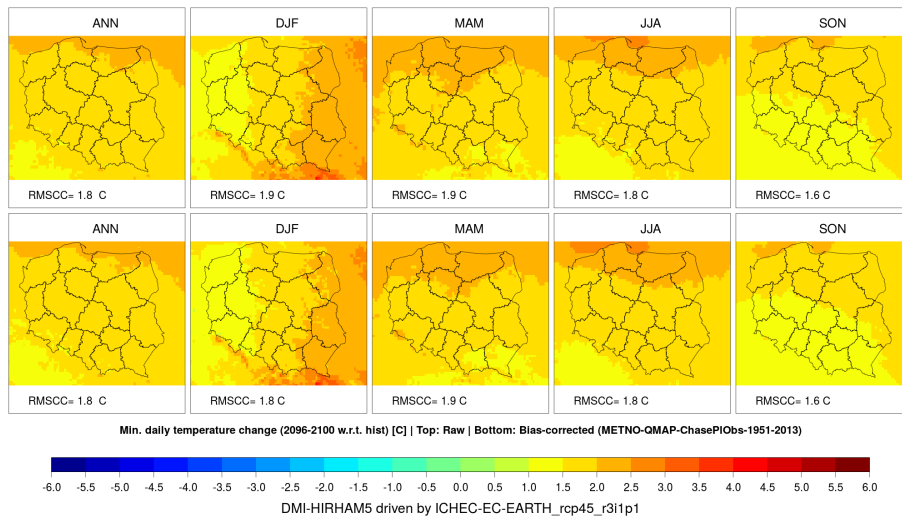 ANN DJF MAM JJA SON
RMSCC= 1.8  C RMSCC= 1.9 C RMSCC= 1.9 C RMSCC= 1.8 C RMSCC= 1.6 C
ANN DJF MAM JJA SON
RMSCC= 1.8  C RMSCC= 1.8 C RMSCC= 1.9 C RMSCC= 1.8 C RMSCC= 1.6 C
Min. daily temperature change (2096-2100 w.r.t. hist) [C] | Top: Raw | Bottom: Bias-corrected (METNO-QMAP-ChasePlObs-1951-2013)
-6.0 -5.5 -5.0 -4.5 -4.0 -3.5 -3.0 -2.5 -2.0 -1.5 -1.0 -0.5 0.0 0.5 1.0 1.5 2.0 2.5 3.0 3.5 4.0 4.5 5.0 5.5 6.0
DMI-HIRHAM5 driven by ICHEC-EC-EARTH_rcp45_r3i1p1